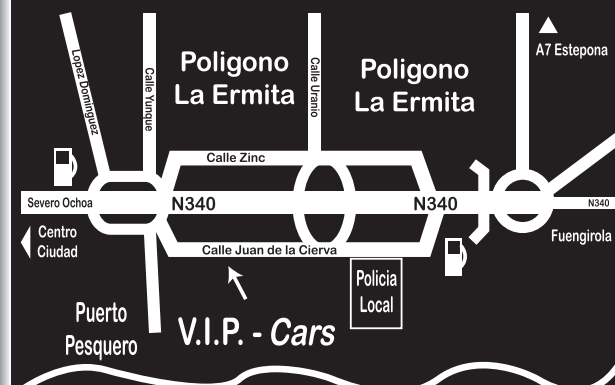 Lopez Dominguez
Calle Yunque
Poligono
La Ermita
Calle Uranio
Poligono
La Ermita
A7 Estepona
Calle Zinc
Severo Ochoa
N340
N340
N340
Centro
Ciudad
Fuengirola
Calle Juan de la Cierva
Policia
Local
Puerto
Pesquero
V.I.P. - Cars